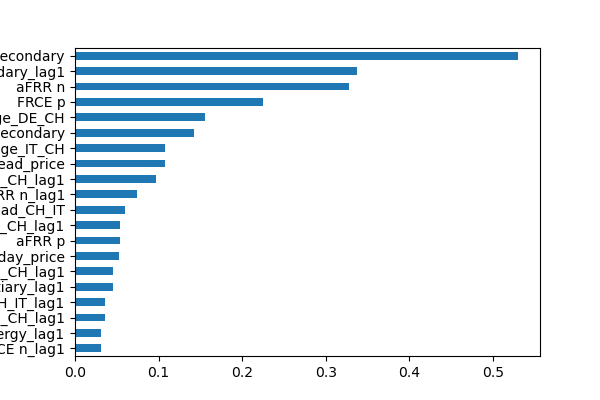 econdary
dary_lag1
aFRR n
FRCE p
ge_DE_CH
econdary
ge_IT_CH
ead_price
_CH_lag1
RR n_lag1
ad_CH_IT
_CH_lag1
aFRR p
day_price
_CH_lag1
tiary_lag1
H_IT_lag1
_CH_lag1
ergy_lag1
CE n_lag1
0.0 0.1 0.2 0.3 0.4 0.5